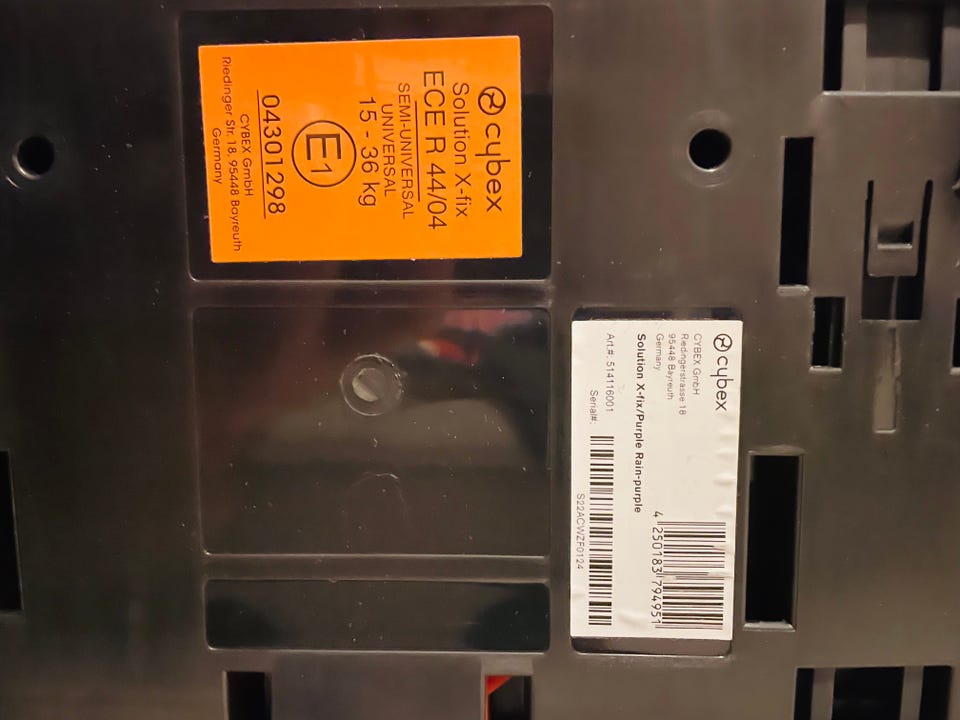 cybex
Solution X-fix
ECE R 44/04
SEMI-UNIVERSAL
UNIVERSAL
15 - 36 kg
E1
04301298
CYBEX GmbH
Riedinger Str. 18, 95448 Bayreuth
Germany
cybex
CYBEX GmbH
Riedingerstrasse 18
95448 Bayreuth
Germany
Solution X-fix/Purple Rain-purple
4 250183 794951
Art.#: 514116001
Serial#:
S22ACWZF0124